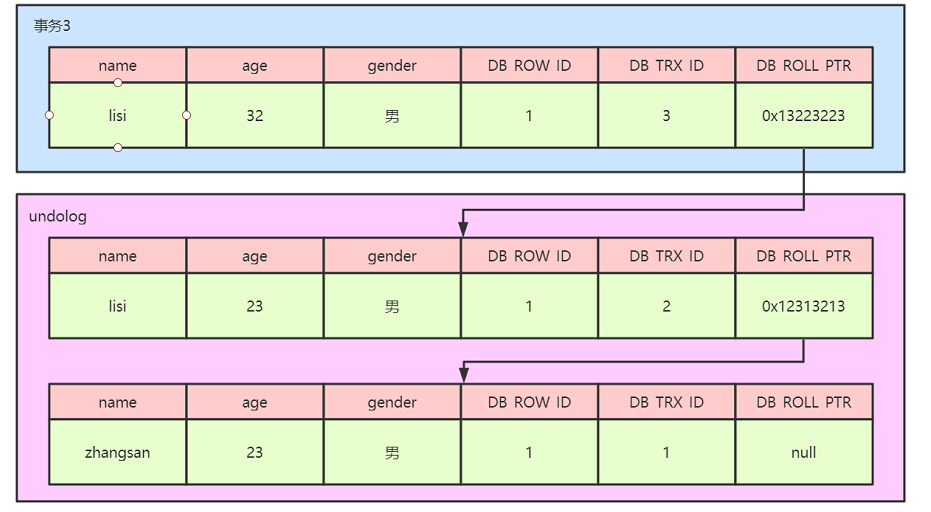 事务3
name age gender DB ROW ID DB TRX ID DB ROLL PTR
lisi 32 男 1 3 0x13223223
undolog
name age gender DB ROW ID DB TRX ID DB ROLL PTR
lisi 23 男 1 2 0x12313213
name age gender DB ROW ID DB TRX ID DB ROLL PTR
zhangsan 23 男 1 1 null